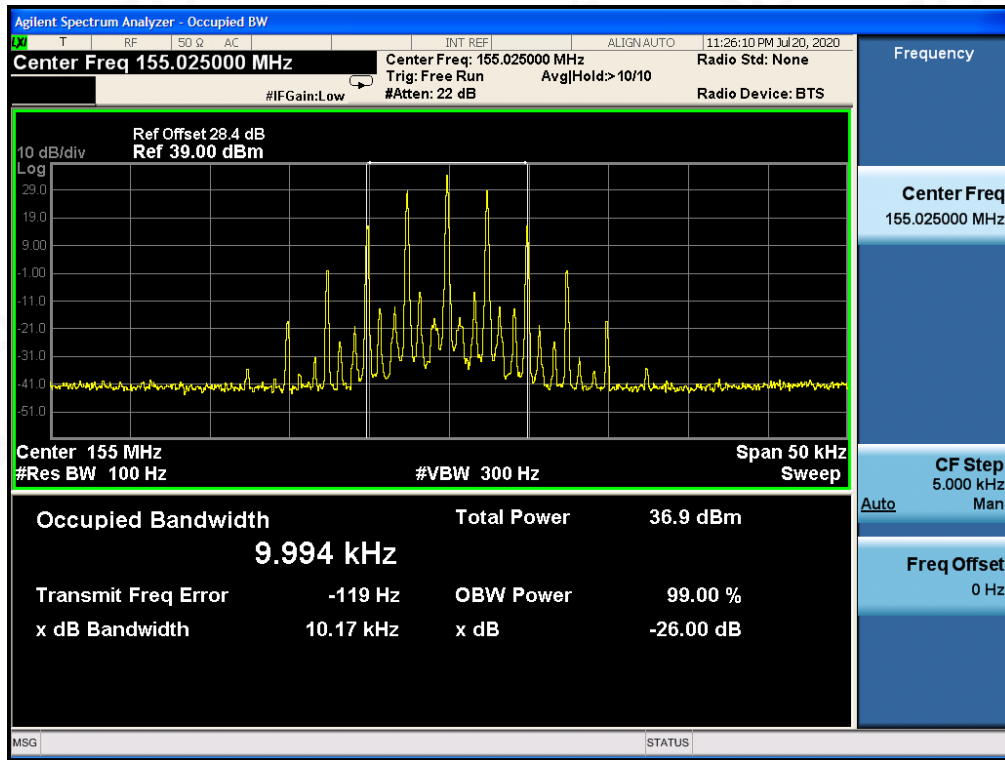 Agilent Spectrum Analyzer - Occupied BW
LXI T RF 50 Ω AC INT REF ALIGN AUTO 11:26:10 PM Jul 20, 2020
Center Freq 155.025000 MHz
Center Freq: 155.025000 MHz
Radio Std: None
Trig: Free Run Avg|Hold:> 10/10
#IFGain:Low
#Atten: 22 dB
Radio Device: BTS
Ref Offset 28.4 dB
10 dB/div Ref 39.00 dBm
Log
29.0
19.0
9.00
-1.00
-11.0
-21.0
-31.0
-41.0
-51.0
Center 155 MHz Span 50 kHz
#Res BW 100 Hz #VBW 300 Hz Sweep
Occupied Bandwidth Total Power 36.9 dBm
9.994 kHz
Transmit Freq Error -119 Hz OBW Power 99.00 %
x dB Bandwidth 10.17 kHz x dB -26.00 dB
MSG STATUS
Frequency
Center Freq
155.025000 MHz
CF Step
5.000 kHz
Auto Man
Freq Offset
0 Hz